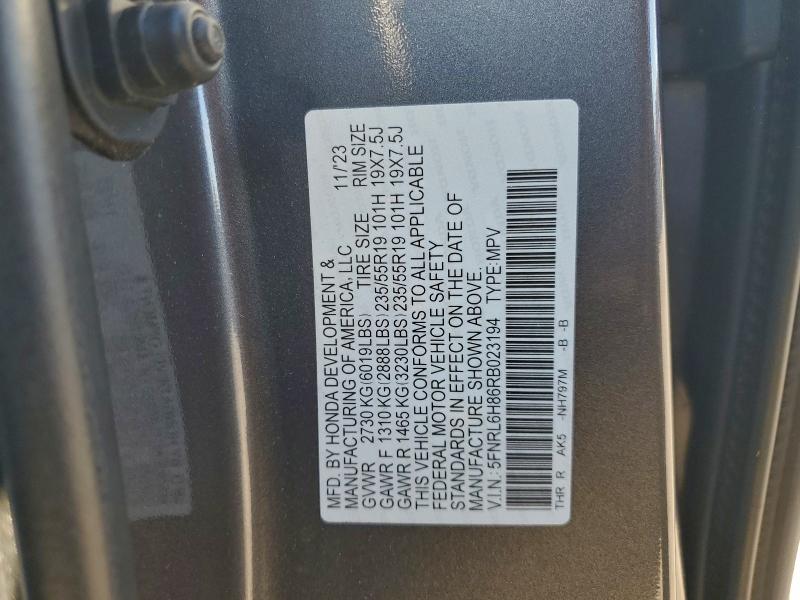 MFD. BY HONDA DEVELOPMENT &
MANUFACTURING OF AMERICA, LLC 11/'23
GVWR 2730 KG(6019LBS) TIRE SIZE RIM SIZE
GAWR F 1310 KG(2888LBS) 235/55R19 101H 19X7.5J
GAWR R 1465 KG(3230LBS) 235/55R19 101H 19X7.5J
THIS VEHICLE CONFORMS TO ALL APPLICABLE
FEDERAL MOTOR VEHICLE SAFETY
STANDARDS IN EFFECT ON THE DATE OF
MANUFACTURE SHOWN ABOVE.
V.I.N.: 5FNRL6H86RB023194 TYPE:MPV
THR R AK5 -NH797M -B -B